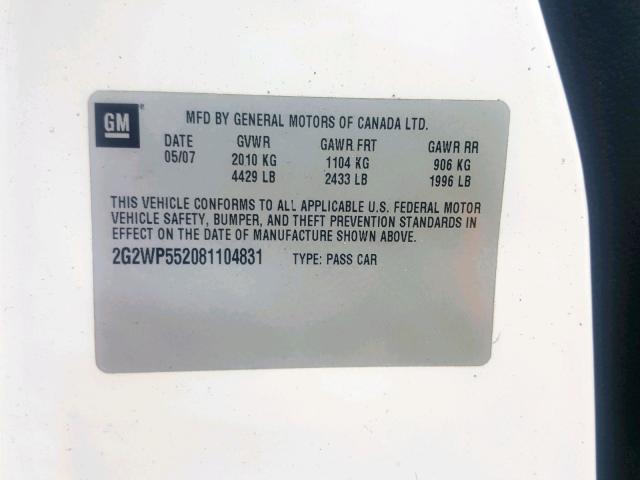 GM®
MFD BY GENERAL MOTORS OF CANADA LTD.
DATE GVWR GAWR FRT GAWR RR
05/07 2010 KG 1104 KG 906 KG
4429 LB 2433 LB 1996 LB
THIS VEHICLE CONFORMS TO ALL APPLICABLE U.S. FEDERAL MOTOR
VEHICLE SAFETY, BUMPER, AND THEFT PREVENTION STANDARDS IN
EFFECT ON THE DATE OF MANUFACTURE SHOWN ABOVE.
2G2WP552081104831 TYPE: PASS CAR